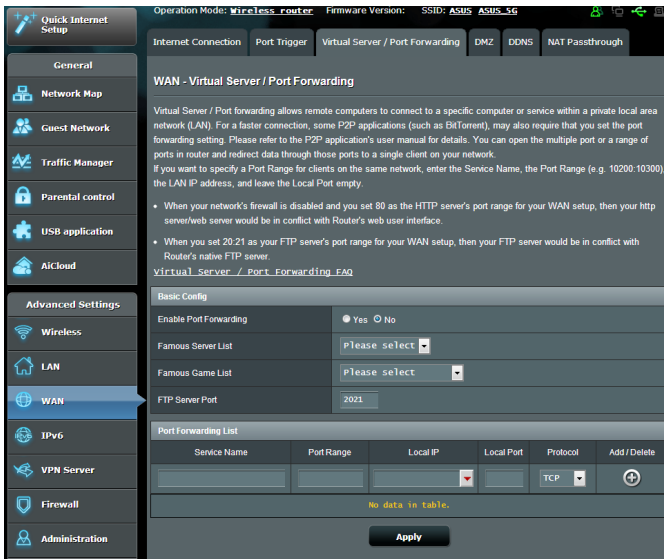 Quick Internet
Setup
General
Network Map
Guest Network
Traffic Manager
Parental control
USB application
AiCloud
Advanced Settings
Wireless
LAN
WAN
IPv6
VPN Server
Firewall
Administration
Operation Mode: Wireless router Firmware Version: SSID: ASUS ASUS_5G
Internet Connection Port Trigger Virtual Server / Port Forwarding DMZ DDNS NAT Passthrough
WAN - Virtual Server / Port Forwarding
Virtual Server / Port forwarding allows remote computers to connect to a specific computer or service within a private local area
network (LAN). For a faster connection, some P2P applications (such as BitTorrent), may also require that you set the port
forwarding setting. Please refer to the P2P application's user manual for details. You can open the multiple port or a range of
ports in router and redirect data through those ports to a single client on your network.
If you want to specify a Port Range for clients on the same network, enter the Service Name, the Port Range (e.g. 10200:10300),
the LAN IP address, and leave the Local Port empty.
• When your network's firewall is disabled and you set 80 as the HTTP server's port range for your WAN setup, then your http
server/web server would be in conflict with Router's web user interface.
• When you set 20:21 as your FTP server's port range for your WAN setup, then your FTP server would be in conflict with
Router's native FTP server.
Virtual Server / Port Forwarding FAQ
Basic Config
Enable Port Forwarding Yes No
Famous Server List Please select
Famous Game List Please select
FTP Server Port 2021
Port Forwarding List
Service Name Port Range Local IP Local Port Protocol Add / Delete
TCP
No data in table.
Apply